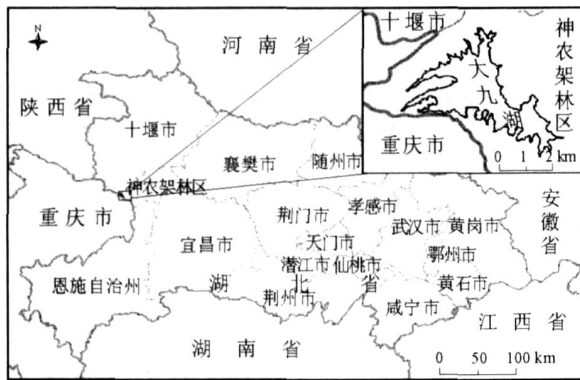 N
河南省
陕西省
十堰市
襄樊市
随州市
神农架林区
重庆市
宜昌市
荆门市
孝感市
武汉市
黄岗市
天门市
鄂州市
潜江市
仙桃市
恩施自治州
湖北省
荆州市
黄石市
咸宁市
安徽省
江西省
湖南省
0 50 100 km
十堰市
神农架林区
大九湖
重庆市
0 1 2 km